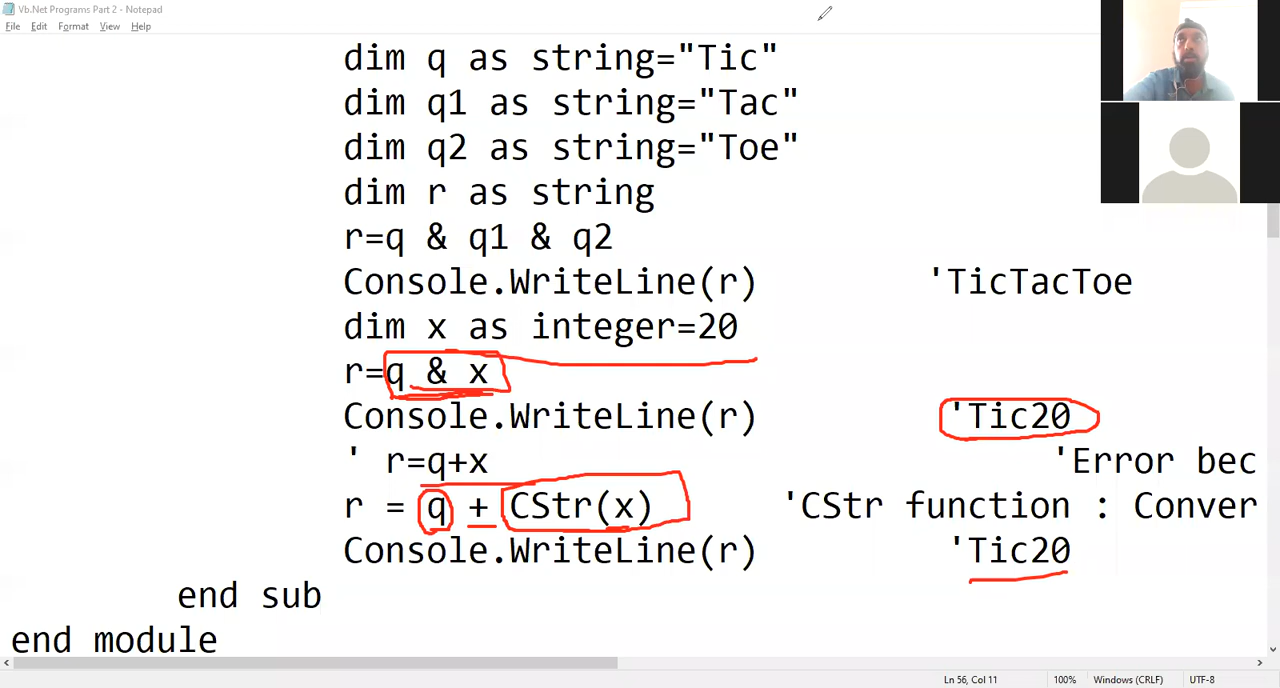 Vb.Net Programs Part 2 - Notepad
File Edit Format View Help
dim q as string="Tic"
dim q1 as string="Tac"
dim q2 as string="Toe"
dim r as string
r=q & q1 & q2
Console.WriteLine(r) 'TicTacToe
dim x as integer=20
r=q & x
Console.WriteLine(r) 'Tic20
' r=q+x 'Error bec
r = q + CStr(x) 'CStr function : Conver
Console.WriteLine(r) 'Tic20
end sub
end module
Ln 56, Col 11 100% Windows (CRLF) UTF-8